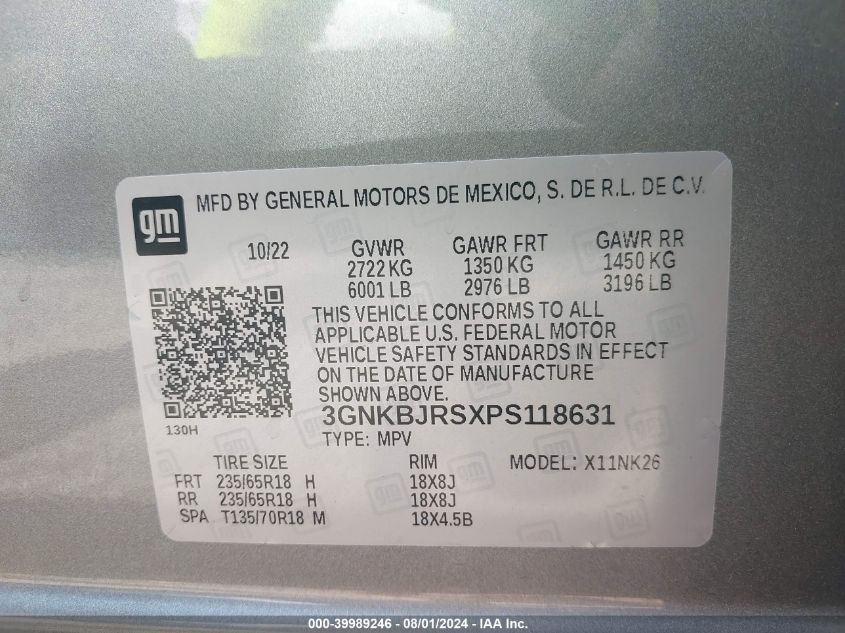 gm
MFD BY GENERAL MOTORS DE MEXICO, S. DE R.L. DE C.V.
10/22 GVWR GAWR FRT GAWR RR
2722 KG 1350 KG 1450 KG
6001 LB 2976 LB 3196 LB
THIS VEHICLE CONFORMS TO ALL
APPLICABLE U.S. FEDERAL MOTOR
VEHICLE SAFETY STANDARDS IN EFFECT
ON THE DATE OF MANUFACTURE
SHOWN ABOVE.
3GNKBJRSXPS118631
130H
TYPE: MPV
TIRE SIZE RIM MODEL: X11NK26
FRT 235/65R18 H 18X8J
RR 235/65R18 H 18X8J
SPA T135/70R18 M 18X4.5B
000-39989246 - 08/01/2024 - IAA Inc.